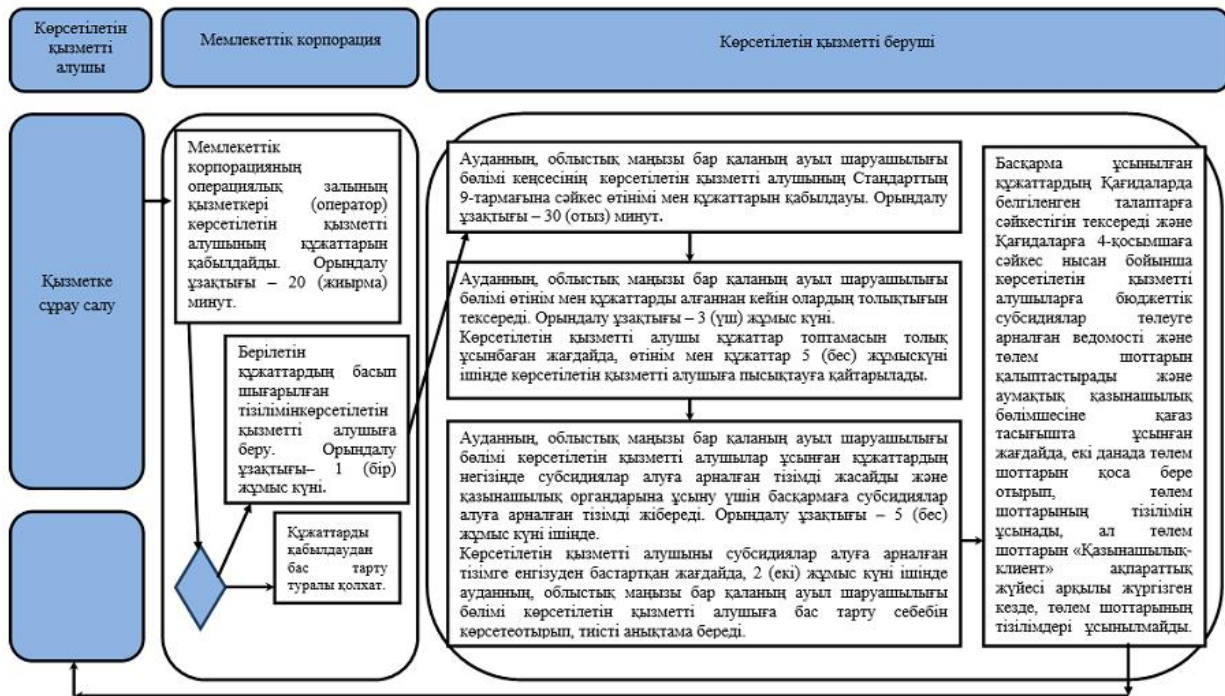 Көрсетілетін
қызметті
алушы
Мемлекеттік корпорация
Көрсетілетін қызметті беруші
Қызметке
сұрау салу
Мемлекеттік
корпорацияның
операциялық залының
қызметкері (оператор)
көрсетілетін қызметті
алушының құжаттарын
қабылдайды. Орындалу
ұзақтығы – 20 (жиырма)
минут.
Берілетін
құжаттардың басып
шығарылған
тізілімінкөрсетілетін
қызметті алушыға
беру. Орындалу
ұзақтығы– 1 (бір)
жұмыс күні.
Құжаттарды
қабылдаудан
бас тарту
туралы қолхат.
Ауданның, облыстық маңызы бар қаланың ауыл шаруашылығы
бөлімі кеңсесінің көрсетілетін қызметті алушының Стандарттың
9-тармағына сәйкес өтінімі мен құжаттарын қабылдауы. Орындалу
ұзақтығы – 30 (отыз) минут.
Ауданның, облыстық маңызы бар қаланың ауыл шаруашылығы
бөлімі өтінім мен құжаттарды алғаннан кейін олардың толықтығын
тексереді. Орындалу ұзақтығы – 3 (үш) жұмыс күні.
Көрсетілетін қызметті алушы құжаттар топтамасын толық
ұсынбаған жағдайда, өтінім мен құжаттар 5 (бес) жұмыскүні
ішінде көрсетілетін қызметті алушыға пысықтауға қайтарылады.
Ауданның, облыстық маңызы бар қаланың ауыл шаруашылығы
бөлімі көрсетілетін қызметті алушылар ұсынған құжаттардың
негізінде субсидиялар алуға арналған тізімді жасайды және
қазынашылық органдарына ұсыну үшін басқармаға субсидиялар
алуға арналған тізімді жібереді. Орындалу ұзақтығы – 5 (бес)
жұмыс күні ішінде.
Көрсетілетін қызметті алушыны субсидиялар алуға арналған
тізімге енгізуден бастартқан жағдайда, 2 (екі) жұмыс күні ішінде
ауданның, облыстық маңызы бар қаланың ауыл шаруашылығы
бөлімі көрсетілетін қызметті алушыға бас тарту себебін
көрсетеотырып, тиісті анықтама береді.
Басқарма ұсынылған
құжаттардың Қағидаларда
белгіленген талаптарға
сәйкестігін тексереді және
Қағидаларға 4-қосымшаға
сәйкес нысан бойынша
көрсетілетін қызметті
алушыларға бюджеттік
субсидиялар төлеуге
арналған ведомості және
төлем шоттарын
қалыптастырады және
аумақтық қазынашылық
бөлімшесіне қағаз
тасығышта ұсынған
жағдайда, екі данада төлем
шоттарын қоса бере
отырып, төлем
шоттарының тізілімін
ұсынады, ал төлем
шоттарын «Қазынашылық-
клиент» ақпараттық
жүйесі арқылы жүргізген
кезде, төлем шоттарының
тізілімдері ұсынылмайды.